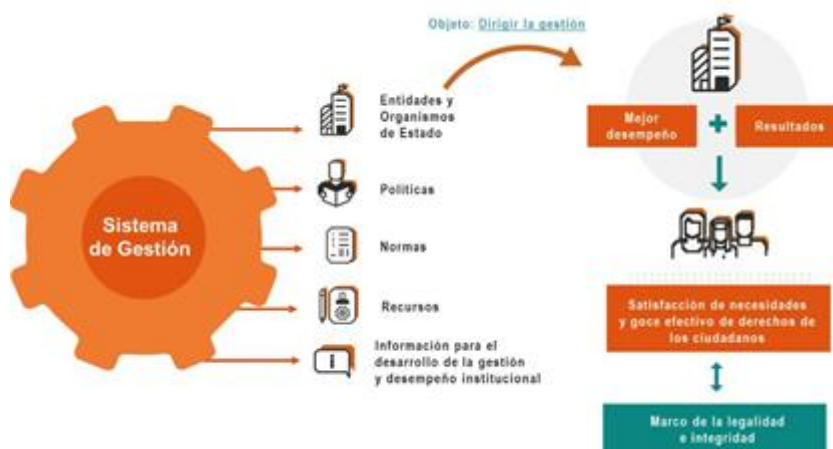 Objeto: Dirigir la gestión
Sistema
de Gestión
Entidades y
Organismos
de Estado
Políticas
Normas
Recursos
Información para el
desarrollo de la gestión
y desempeño institucional
Mejor
desempeño
Resultados
Satisfacción de necesidades
y goce efectivo de derechos de
los ciudadanos
Marco de la legalidad
e integridad